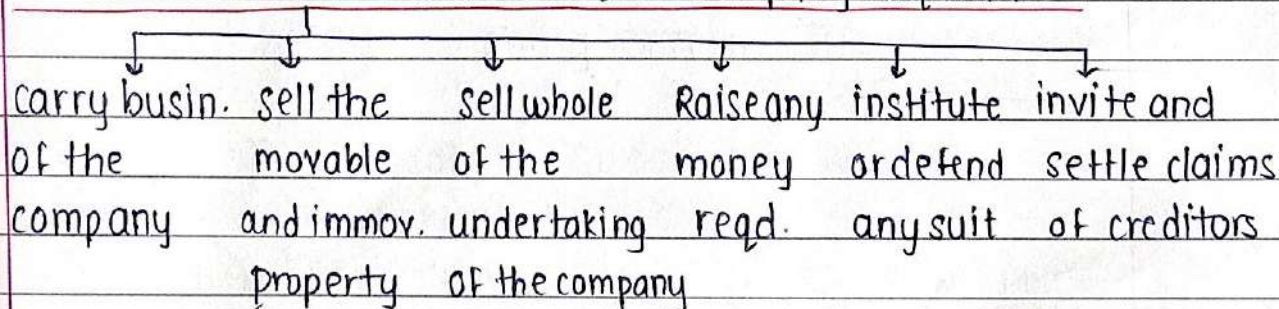 carry busin. sell the sell whole Raise any institute invite and
of the movable of the money or defend settle claims
company and immov. undertaking reqd. any suit of creditors
property of the company